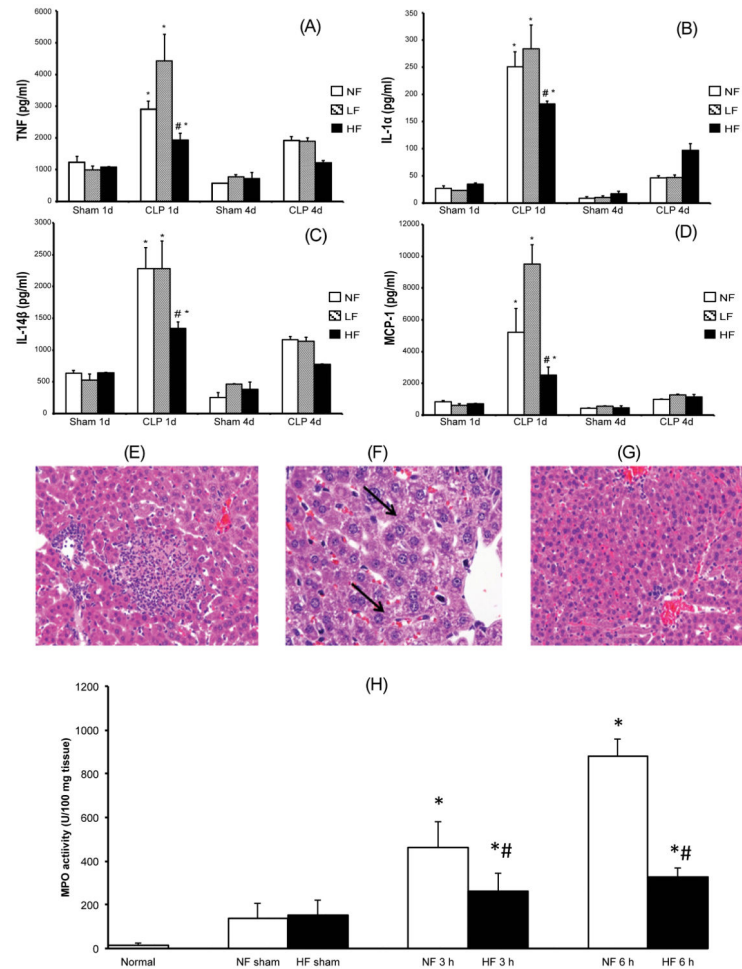 (A)
TNF (pg/ml)
6000
5000
4000
3000
2000
1000
0
*
*
# *
NF
LF
HF
Sham 1d CLP 1d Sham 4d CLP 4d
(B)
IL-1α (pg/ml)
350
300
250
200
150
100
50
0
*
*
# *
NF
LF
HF
Sham 1d CLP 1d Sham 4d CLP 4d
(C)
IL-14β (pg/ml)
3000
2500
2000
1500
1000
500
0
* *
# *
NF
LF
HF
Sham 1d CLP 1d Sham 4d CLP 4d
(D)
MCP-1 (pg/ml)
12000
10000
8000
6000
4000
2000
0
*
*
# *
NF
LF
HF
Sham 1d CLP 1d Sham 4d CLP 4d
(E) (F) (G)
(H)
MPO actiivity (U/100 mg tissue)
1200
1000
800
600
400
200
0
*
*#
*
*#
Normal NF sham HF sham NF 3 h HF 3 h NF 6 h HF 6 h